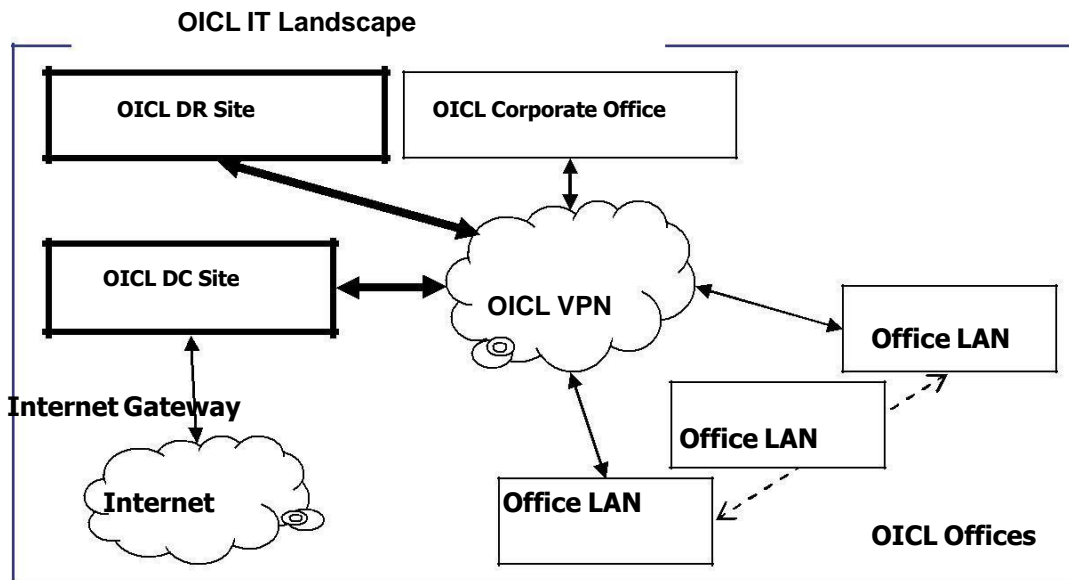 OICL IT Landscape
OICL DR Site
OICL Corporate Office
OICL DC Site
OICL VPN
Office LAN
Internet Gateway
Office LAN
Internet
Office LAN
OICL Offices